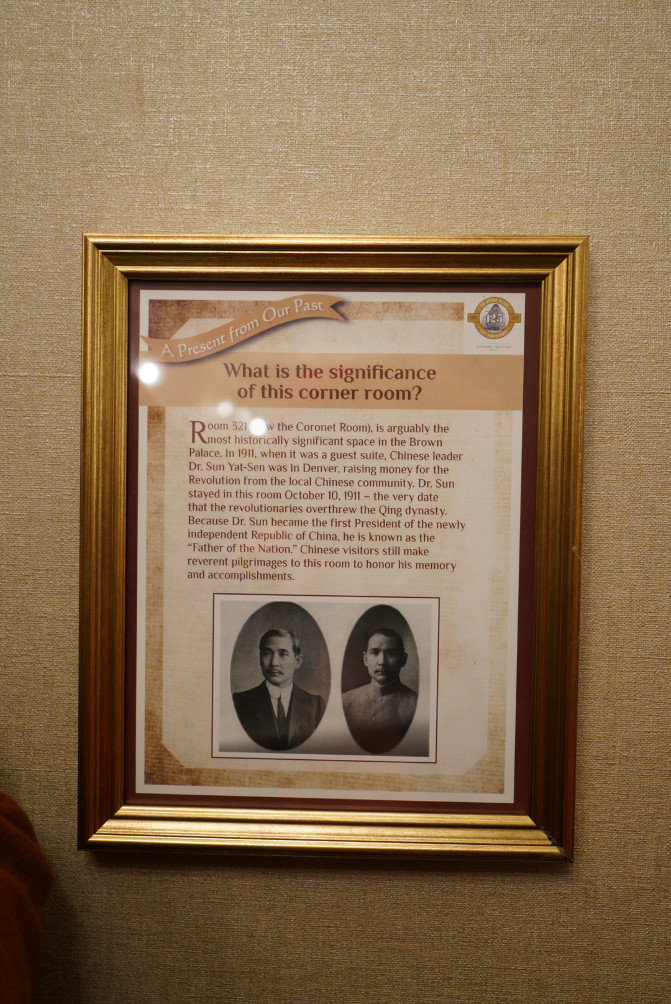 A Present from Our Past
125
What is the significance
of this corner room?
Room 321 w the Coronet Room), is arguably the
most historically significant space in the Brown
Palace. In 1911, when it was a guest suite, Chinese leader
Dr. Sun Yat-Sen was in Denver, raising money for the
Revolution from the local Chinese community. Dr. Sun
stayed in this room October 10, 1911 – the very date
that the revolutionaries overthrew the Qing dynasty.
Because Dr. Sun became the first President of the newly
independent Republic of China, he is known as the
“Father of the Nation.” Chinese visitors still make
reverent pilgrimages to this room to honor his memory
and accomplishments.